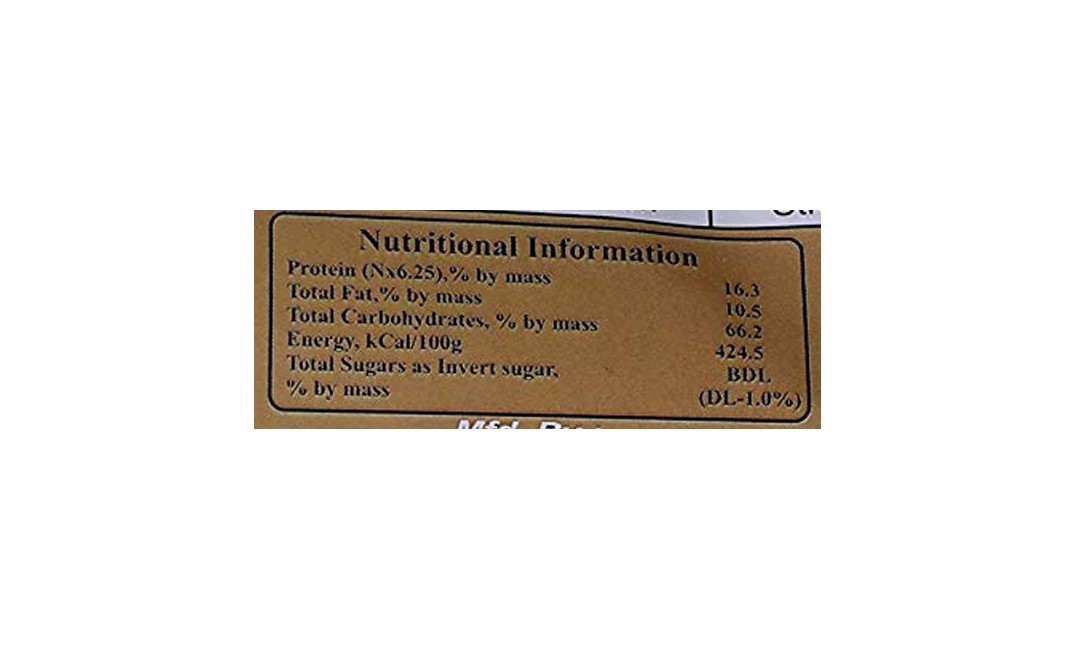 Nutritional Information
Protein (Nx6.25),% by mass 16.3
Total Fat,% by mass 10.5
Total Carbohydrates, % by mass 66.2
Energy, kCal/100g 424.5
Total Sugars as Invert sugar, BDL
% by mass (DL-1.0%)